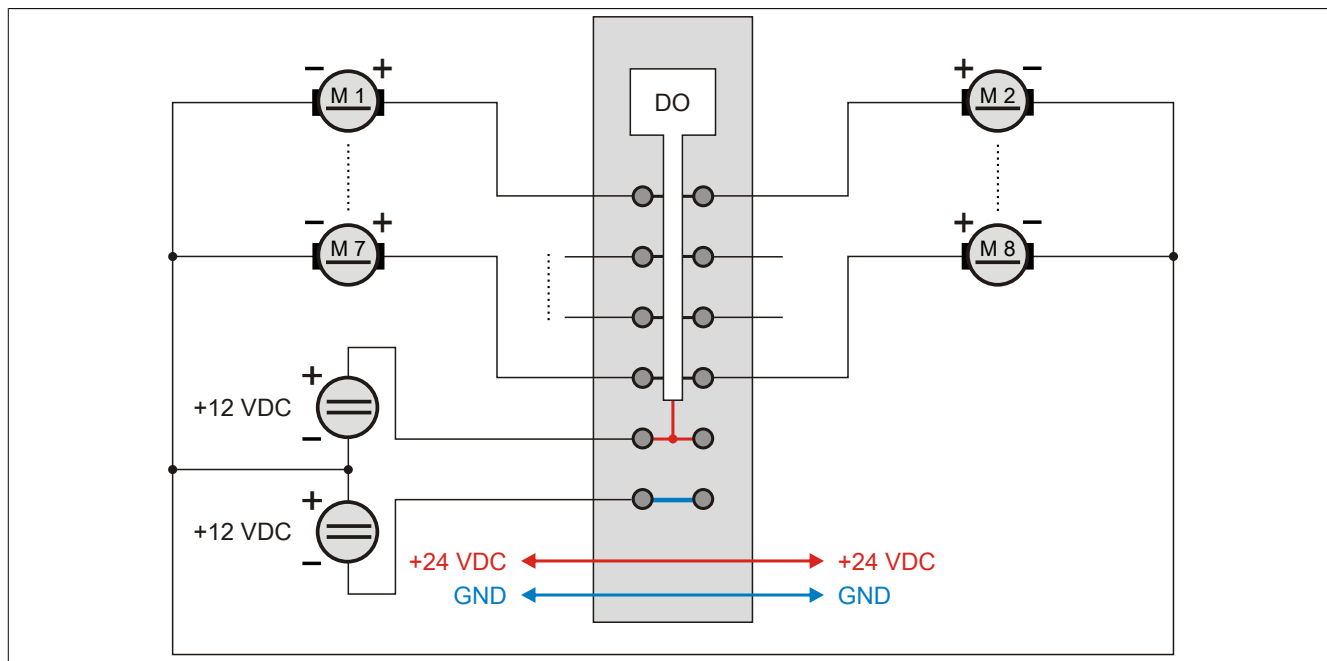 − + M 1
DO
+ − M 2
− + M 7
+ − M 8
+
+12 VDC
−
+
+12 VDC
−
+24 VDC +24 VDC
GND GND